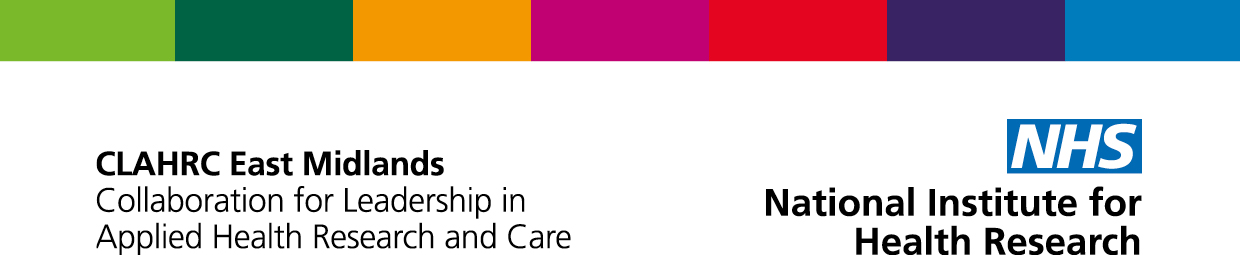 CLAHRC East Midlands
Collaboration for Leadership in
Applied Health Research and Care
NHS
National Institute for
Health Research